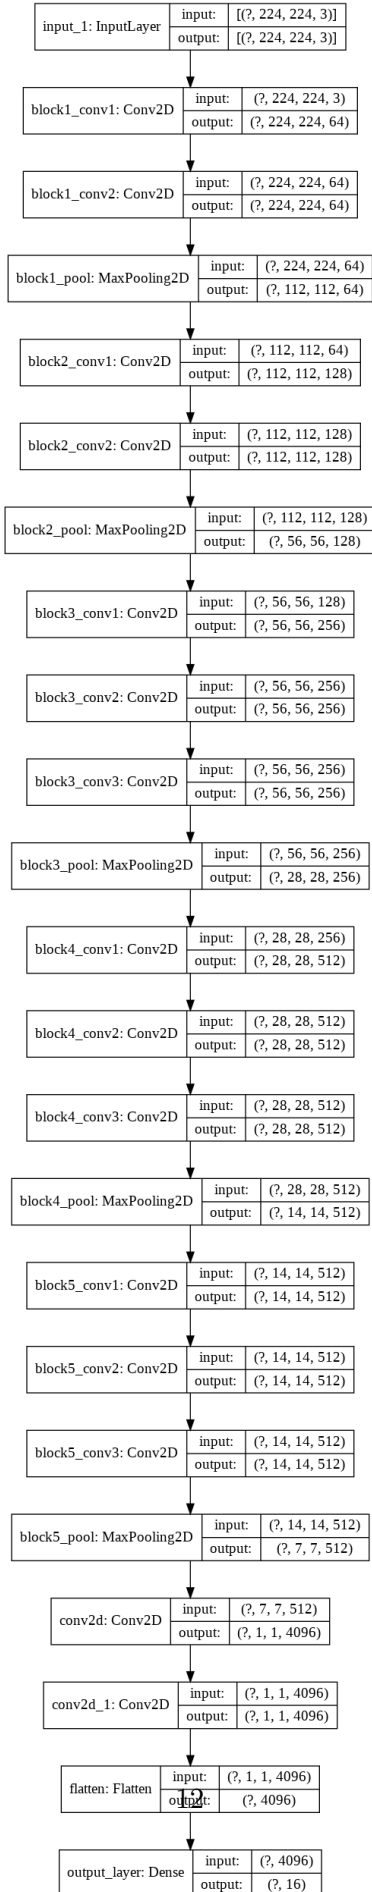 input_1: InputLayer
input: [(?, 224, 224, 3)]
output: [(?, 224, 224, 3)]
block1_conv1: Conv2D
input: (?, 224, 224, 3)
output: (?, 224, 224, 64)
block1_conv2: Conv2D
input: (?, 224, 224, 64)
output: (?, 224, 224, 64)
block1_pool: MaxPooling2D
input: (?, 224, 224, 64)
output: (?, 112, 112, 64)
block2_conv1: Conv2D
input: (?, 112, 112, 64)
output: (?, 112, 112, 128)
block2_conv2: Conv2D
input: (?, 112, 112, 128)
output: (?, 112, 112, 128)
block2_pool: MaxPooling2D
input: (?, 112, 112, 128)
output: (?, 56, 56, 128)
block3_conv1: Conv2D
input: (?, 56, 56, 128)
output: (?, 56, 56, 256)
block3_conv2: Conv2D
input: (?, 56, 56, 256)
output: (?, 56, 56, 256)
block3_conv3: Conv2D
input: (?, 56, 56, 256)
output: (?, 56, 56, 256)
block3_pool: MaxPooling2D
input: (?, 56, 56, 256)
output: (?, 28, 28, 256)
block4_conv1: Conv2D
input: (?, 28, 28, 256)
output: (?, 28, 28, 512)
block4_conv2: Conv2D
input: (?, 28, 28, 512)
output: (?, 28, 28, 512)
block4_conv3: Conv2D
input: (?, 28, 28, 512)
output: (?, 28, 28, 512)
block4_pool: MaxPooling2D
input: (?, 28, 28, 512)
output: (?, 14, 14, 512)
block5_conv1: Conv2D
input: (?, 14, 14, 512)
output: (?, 14, 14, 512)
block5_conv2: Conv2D
input: (?, 14, 14, 512)
output: (?, 14, 14, 512)
block5_conv3: Conv2D
input: (?, 14, 14, 512)
output: (?, 14, 14, 512)
block5_pool: MaxPooling2D
input: (?, 14, 14, 512)
output: (?, 7, 7, 512)
conv2d: Conv2D
input: (?, 7, 7, 512)
output: (?, 1, 1, 4096)
conv2d_1: Conv2D
input: (?, 1, 1, 4096)
output: (?, 1, 1, 4096)
flatten: Flatten
input: (?, 1, 1, 4096)
output: (?, 4096)
12
output_layer: Dense
input: (?, 4096)
output: (?, 16)